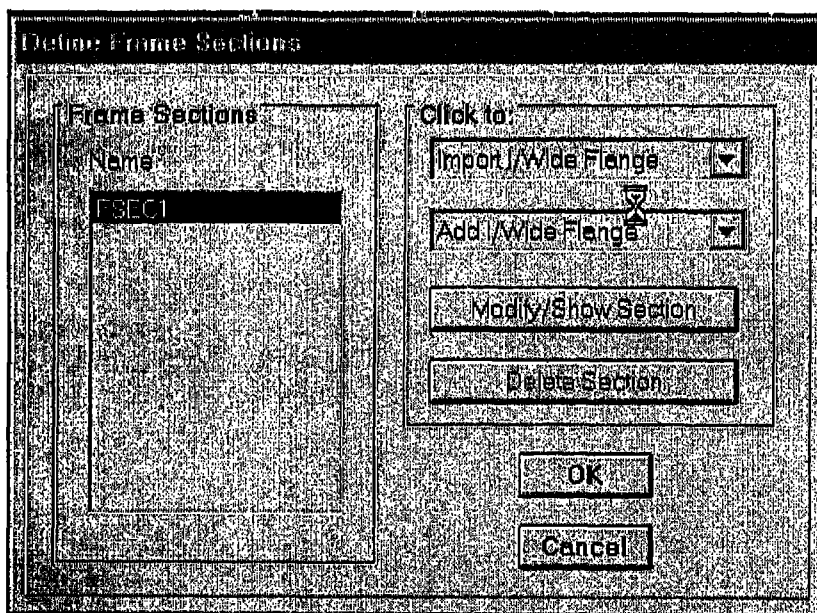 Define Frame Sections
Frame Sections
Name
FSEC1
Click to:
Import I/Wide Flange
Add I/Wide Flange
Modify/Show Section
Delete Section
OK
Cancel